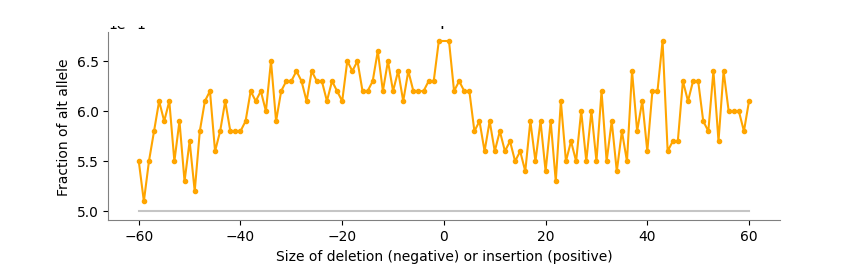 6.5
6.0
5.5
5.0
Fraction of alt allele
−60 −40 −20 0 20 40 60
Size of deletion (negative) or insertion (positive)